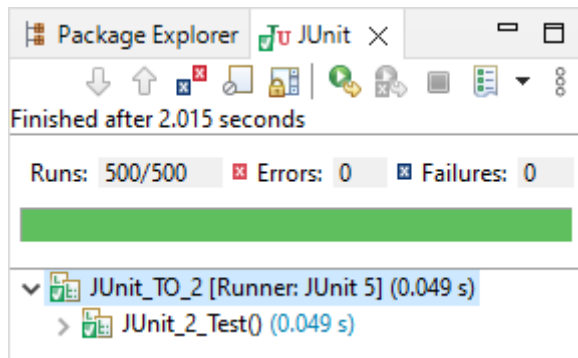 Package Explorer JUnit
Finished after 2.015 seconds
Runs: 500/500 Errors: 0 Failures: 0
JUnit_TO_2 [Runner: JUnit 5] (0.049 s)
JUnit_2_Test() (0.049 s)